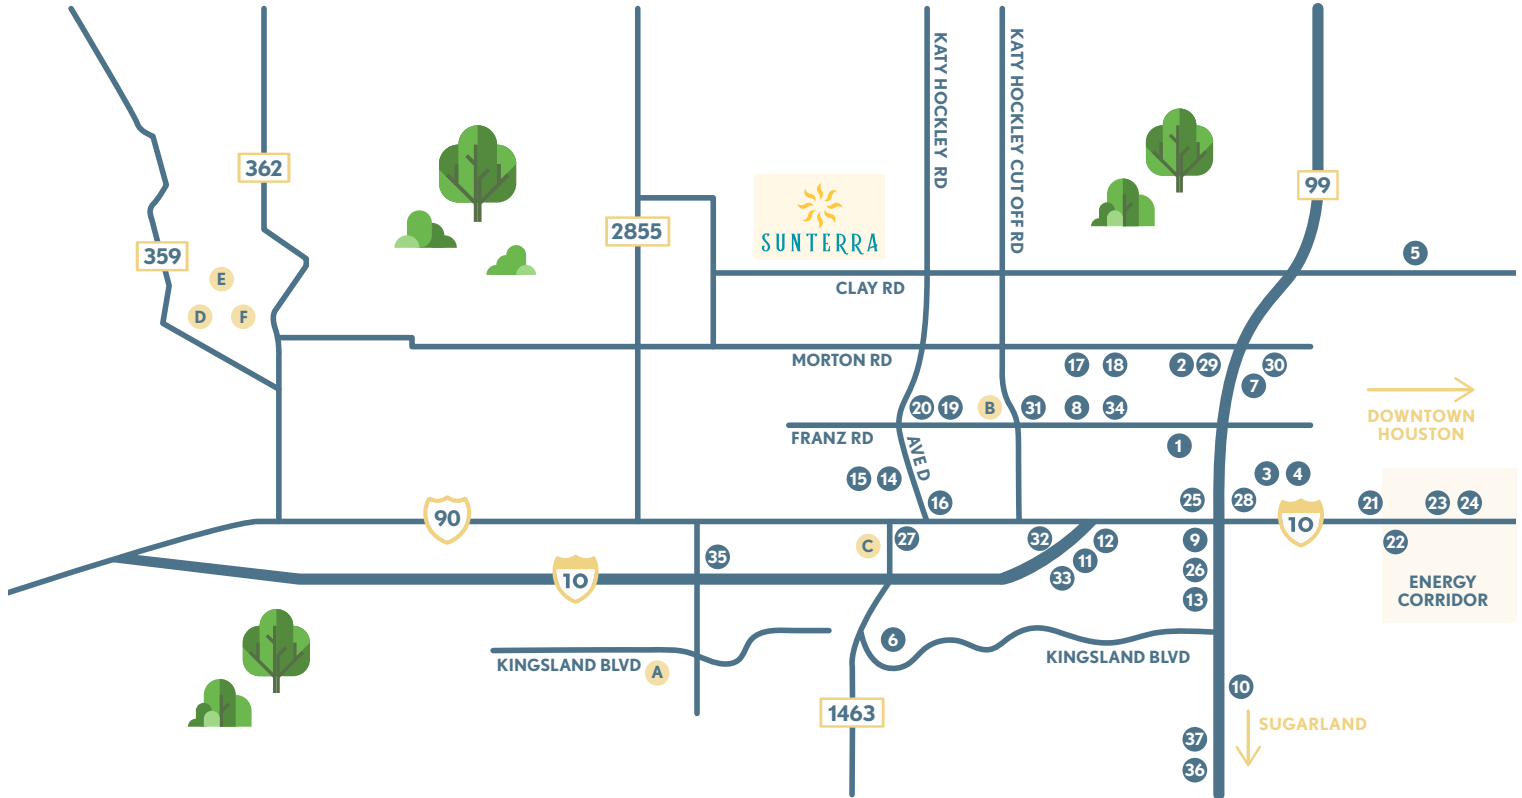 KATY HOCKLEY RD
KATY HOCKLEY CUT OFF RD
362
99
2855
SUNTERRA
359
5
E
CLAY RD
D
F
MORTON RD
17
18
2
29
30
7
20
19
B
31
8
34
DOWNTOWN
HOUSTON
FRANZ RD
AVE D
1
15
14
3
4
16
25
28
21
23
24
90
10
27
32
12
9
22
C
35
11
10
33
26
13
ENERGY
CORRIDOR
6
KINGSLAND BLVD
A
KINGSLAND BLVD
10
1463
SUGARLAND
37
36